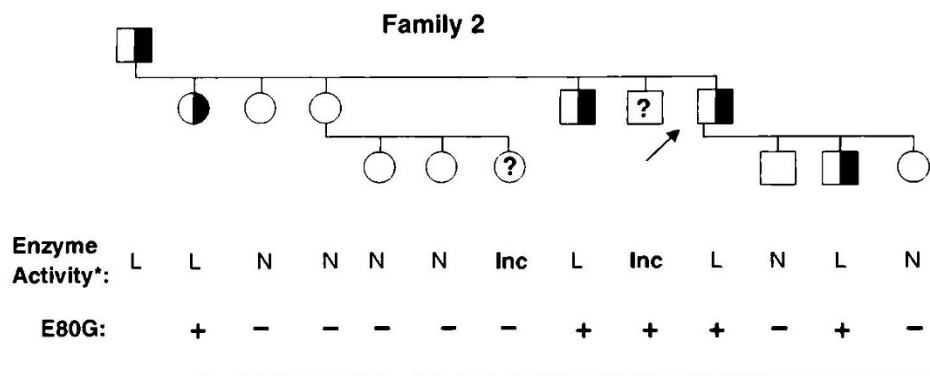 Family 2
?
?
Enzyme
Activity*: L L N N N N Inc L Inc L N L N
E80G: + − − − − − + + + − + −